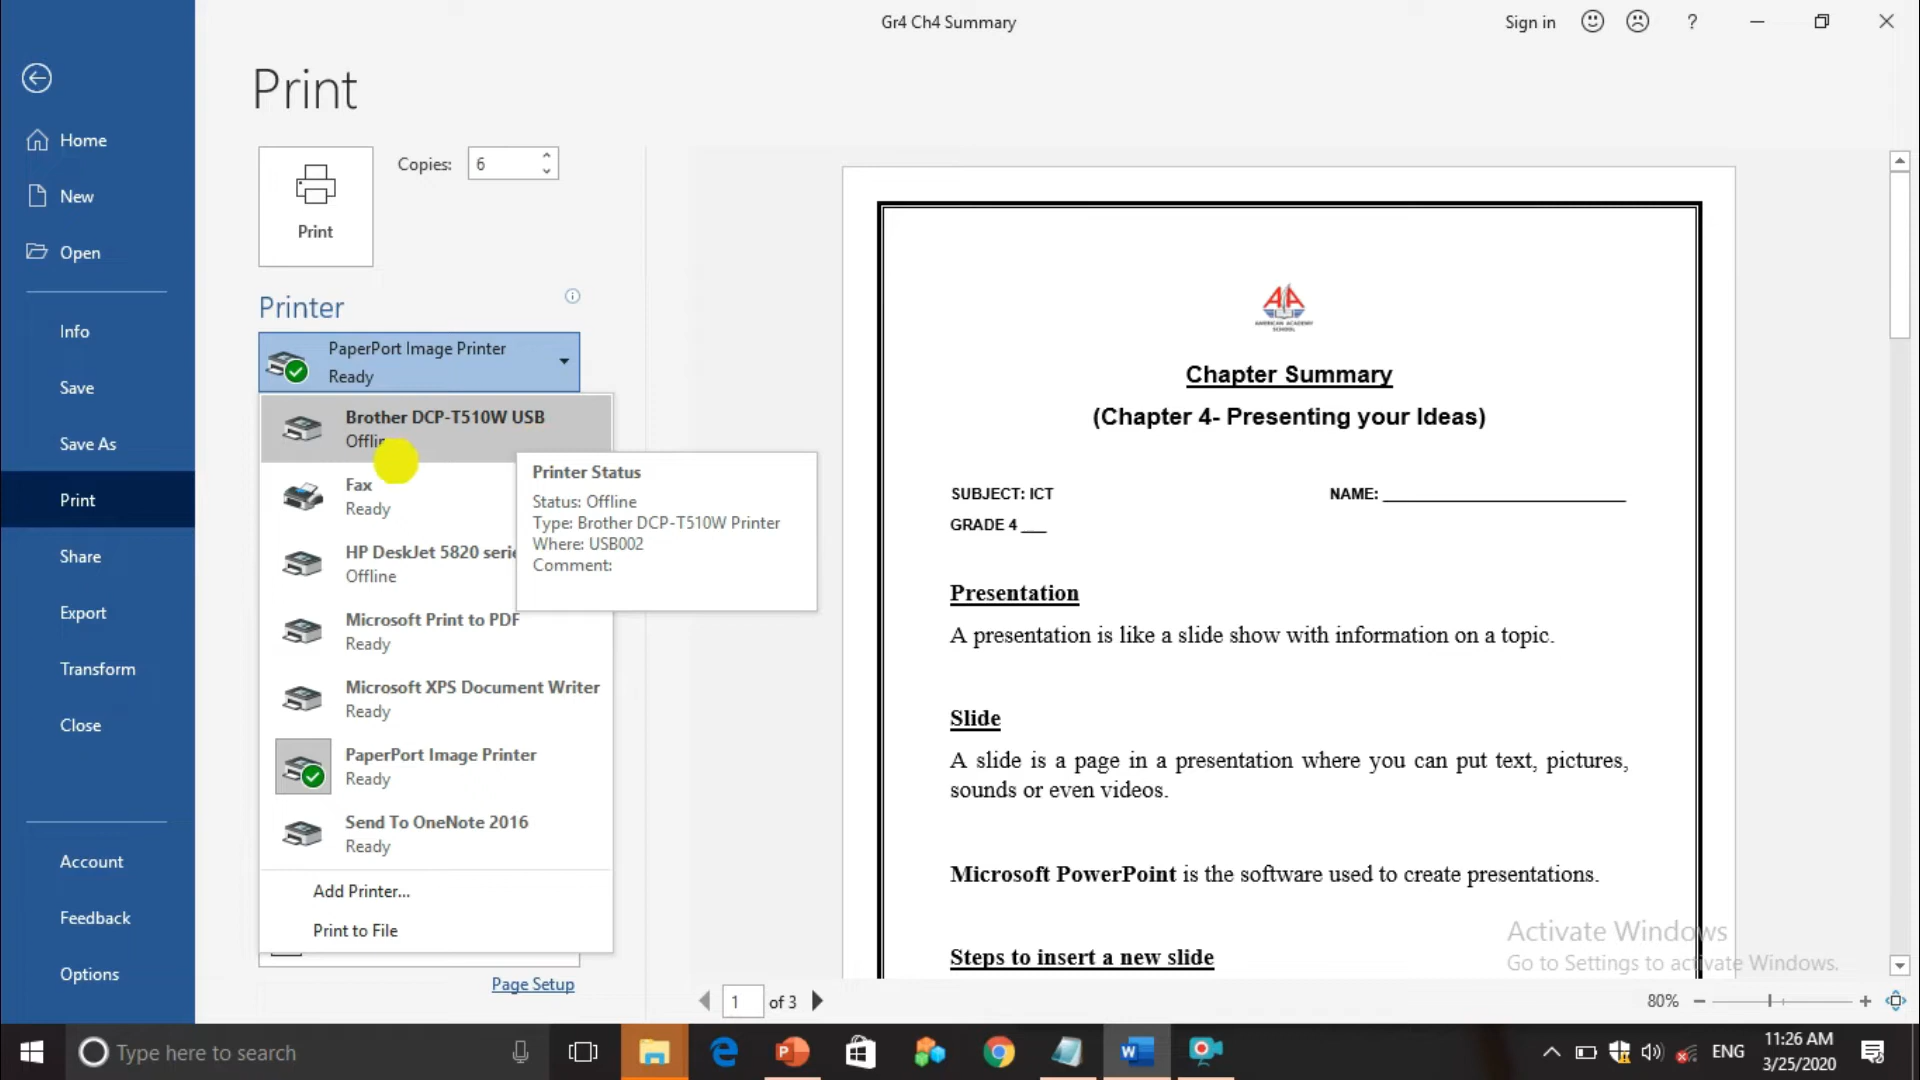 Gr4 Ch4 Summary
Sign in
?
Print
Home
New
Open
Info
Save
Save As
Print
Share
Export
Transform
Close
Account
Feedback
Options
Print
Copies: 6
Printer
PaperPort Image Printer
Ready
Brother DCP-T510W USB
Fax
Ready
HP DeskJet 5820
Offline
Microsoft Print to PDF
Ready
Microsoft XPS Document Writer
Ready
PaperPort Image Printer
Ready
Send To OneNote 2016
Ready
Add Printer...
Print to File
Page Setup
Printer Status
Status: Offline
Type: Brother DCP-T510W Printer
Where: USB002
Comment:
AMERICAN ACADEMY
SCHOOL
Chapter Summary
(Chapter 4- Presenting your Ideas)
SUBJECT: ICT NAME: ____
GRADE 4 ___
Presentation
A presentation is like a slide show with information on a topic.
Slide
A slide is a page in a presentation where you can put text, pictures,
sounds or even videos.
Microsoft PowerPoint is the software used to create presentations.
Steps to insert a new slide
Activate Windows
Go to Settings to activate Windows.
1 of 3
80%
Type here to search
ENG
11:26 AM
3/25/2020